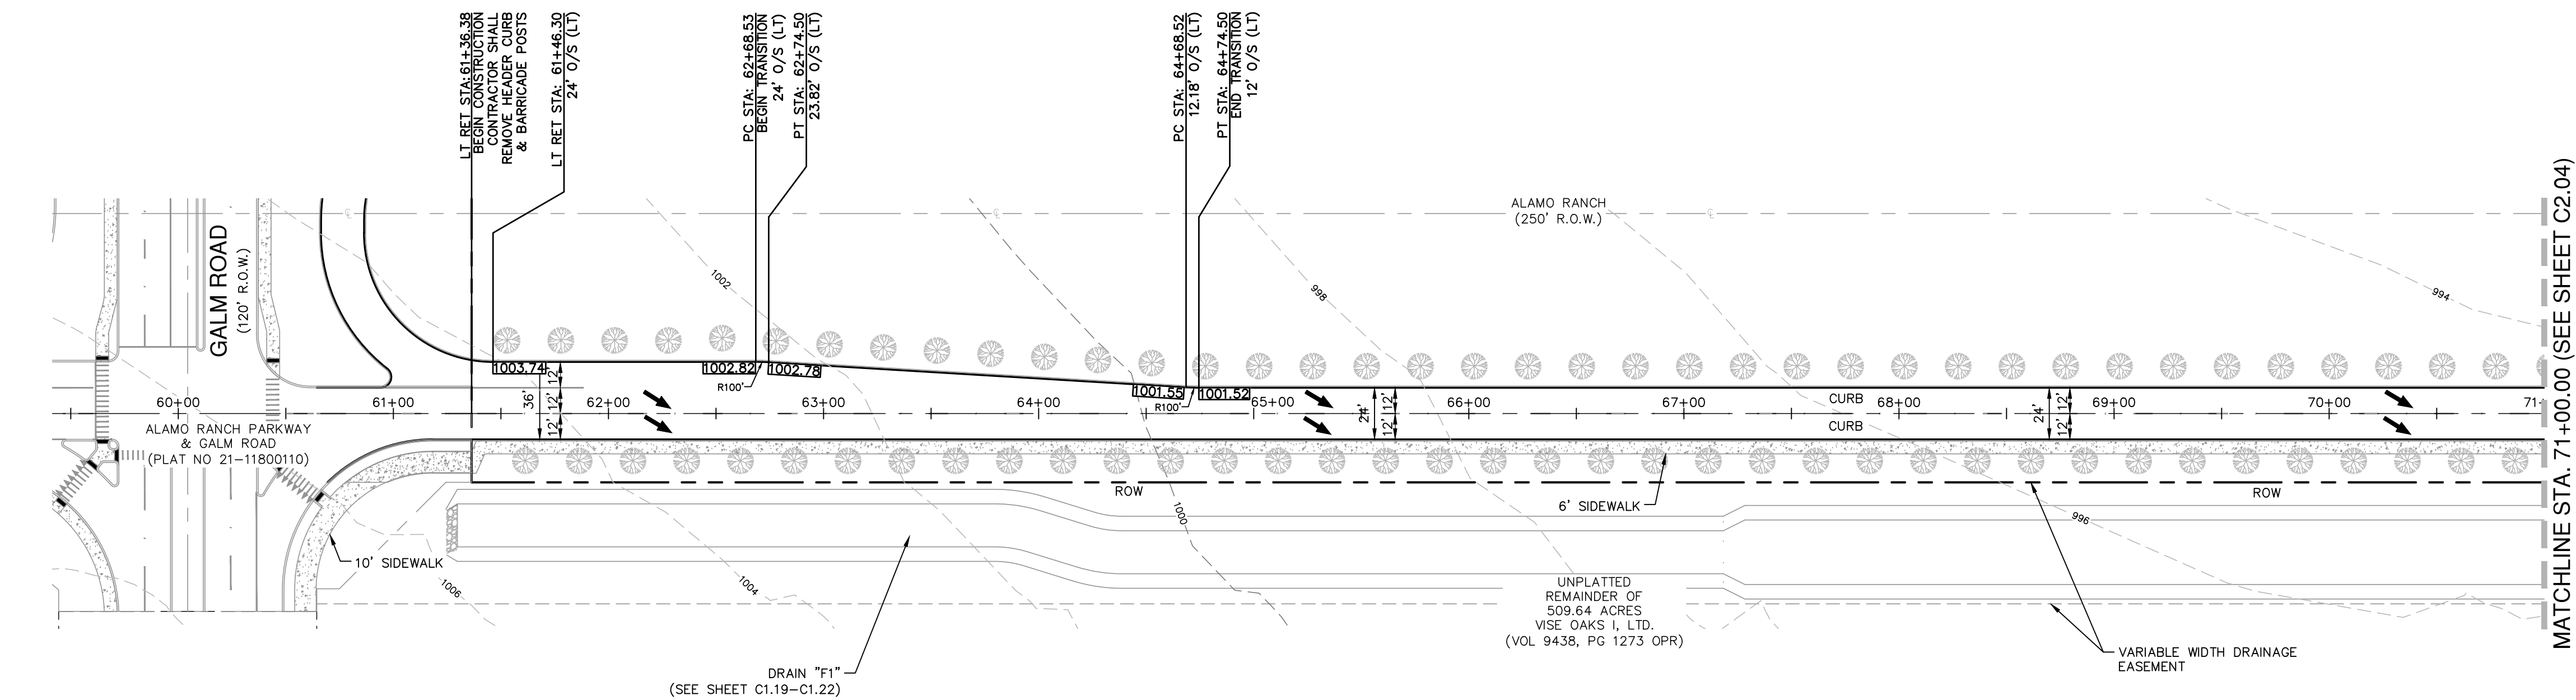 LT RET STA:61+36.38
BEGIN CONSTRUCTION
CONTRACTOR SHALL
REMOVE HEADER CURB
& BARRICADE POSTS
LT RET STA: 61+46.30
24' O/S (LT)
PC STA: 62+68.53
BEGIN TRANSITION
24' O/S (LT)
PT STA: 62+74.50
23.82' O/S (LT)
PC STA: 64+68.52
12.18' O/S (LT)
PT STA: 64+74.50
END TRANSITION
12' O/S (LT)
GALM ROAD
(120' R.O.W.)
ALAMO RANCH
(250' R.O.W.)
℄
℄
℄
1002
998
994
1003.74
1002.82
R100'
1002.78
1001.55
R100'
1001.52
36'
12'
12'
12'
24'
12'
12'
24'
12'
12'
60+00
61+00
62+00
63+00
64+00
65+00
66+00
67+00
68+00
69+00
70+00
71+
CURB
CURB
ALAMO RANCH PARKWAY
& GALM ROAD
(PLAT NO 21-11800110)
10' SIDEWALK
1006
1004
1000
996
ROW
ROW
6' SIDEWALK
UNPLATTED
REMAINDER OF
509.64 ACRES
VISE OAKS I, LTD.
(VOL 9438, PG 1273 OPR)
DRAIN "F1"
(SEE SHEET C1.19-C1.22)
VARIABLE WIDTH DRAINAGE
EASEMENT
MATCHLINE STA. 71+00.00 (SEE SHEET C2.04)